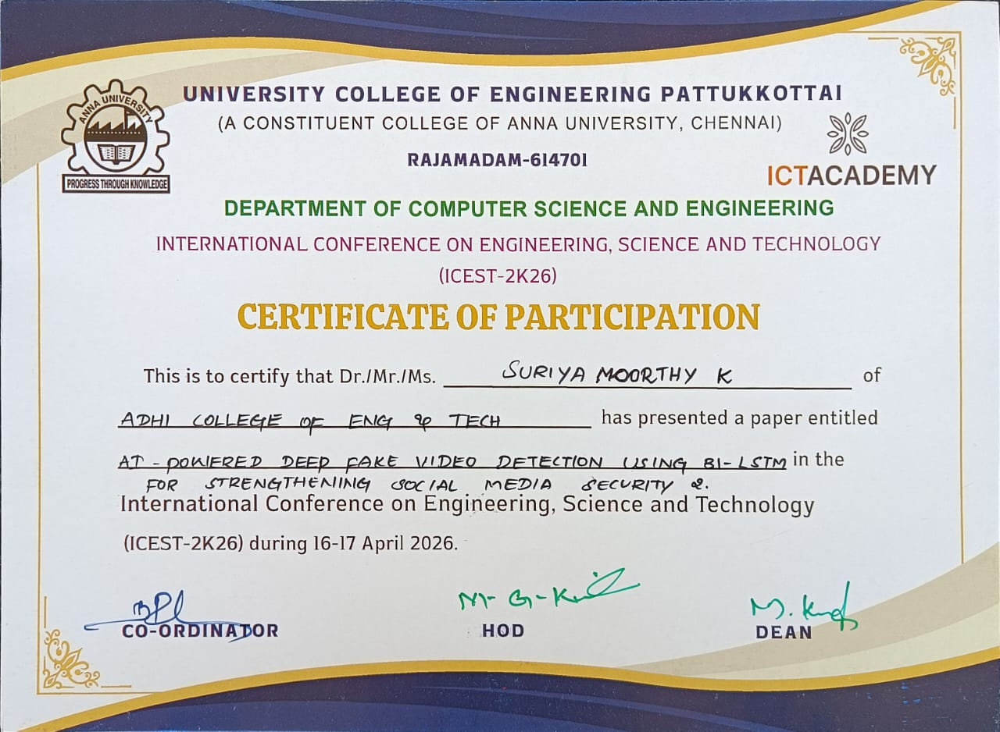 ANNA UNIVERSITY
PROGRESS THROUGH KNOWLEDGE
UNIVERSITY COLLEGE OF ENGINEERING PATTUKKOTTAI
(A CONSTITUENT COLLEGE OF ANNA UNIVERSITY, CHENNAI)
RAJAMADAM-614701
ICTACADEMY
DEPARTMENT OF COMPUTER SCIENCE AND ENGINEERING
INTERNATIONAL CONFERENCE ON ENGINEERING, SCIENCE AND TECHNOLOGY
(ICEST-2K26)
CERTIFICATE OF PARTICIPATION
This is to certify that Dr./Mr./Ms. SURIYA MOORTHY K of
ADHI COLLEGE OF ENG & TECH has presented a paper entitled
AI-POWERED DEEP FAKE VIDEO DETECTION USING BI-LSTM in the
FOR STRENGTHENING SOCIAL MEDIA SECURITY &.
International Conference on Engineering, Science and Technology
(ICEST-2K26) during 16-17 April 2026.
CO-ORDINATOR HOD DEAN